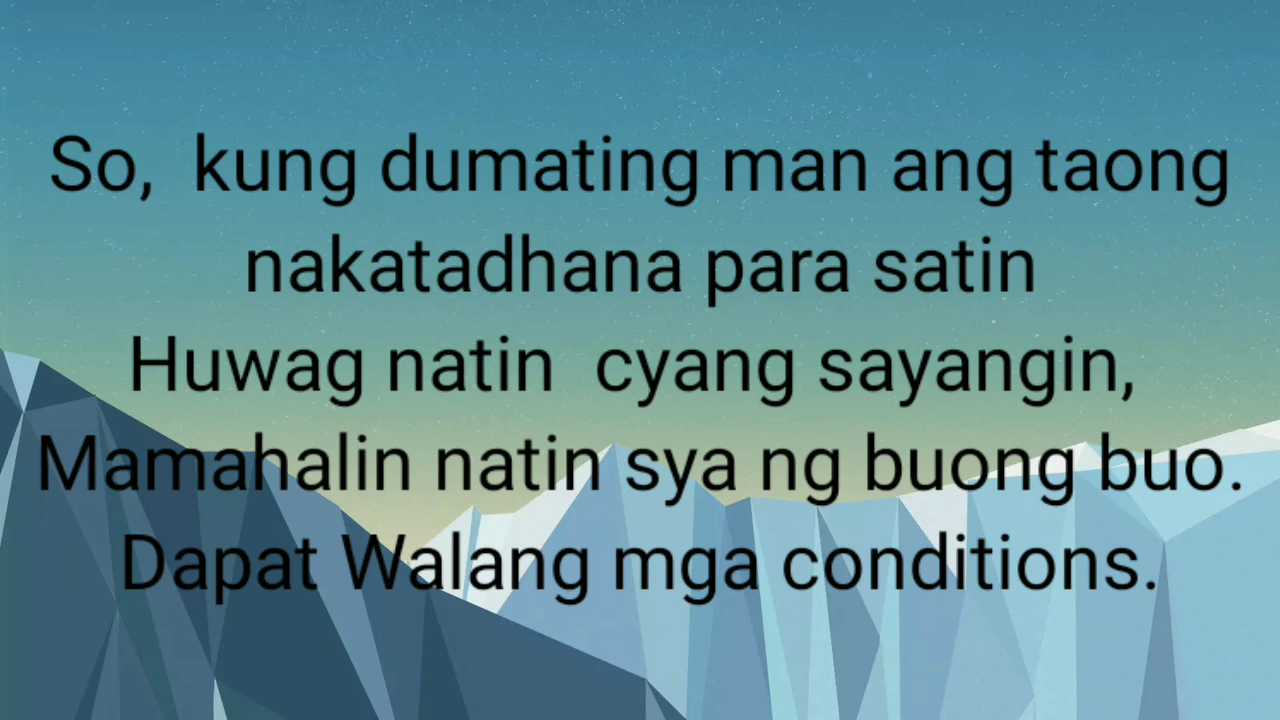 So, kung dumating man ang taong
nakatadhana para satin
Huwag natin cyang sayangin,
Mamahalin natin sya ng buong buo.
Dapat Walang mga conditions.